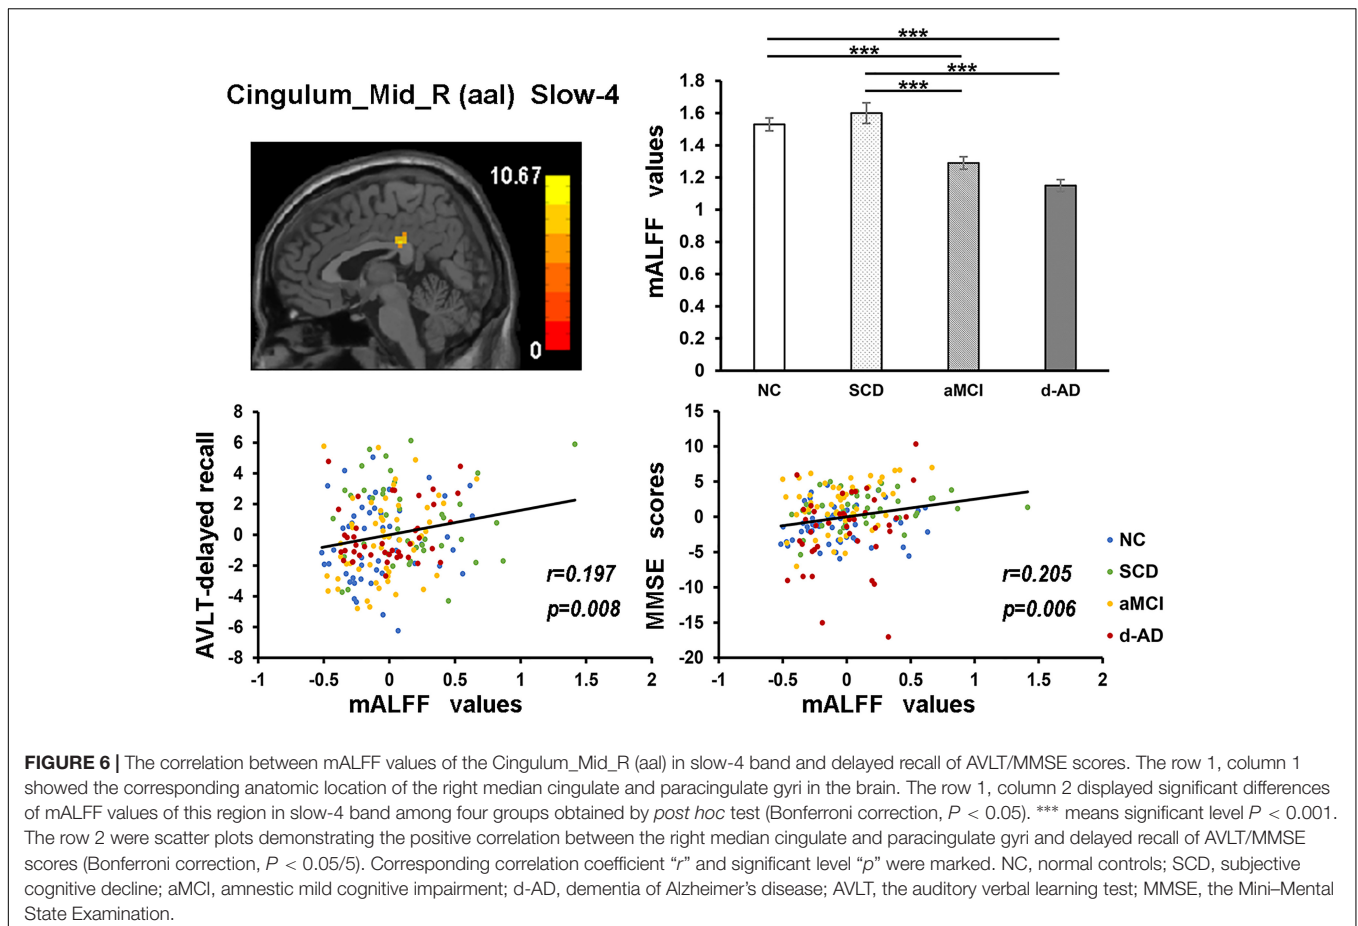 Cingulum_Mid_R (aal) Slow-4
10.67
0
***
***
***
***
mALFF values
1.8
1.6
1.4
1.2
1
0.8
0.6
0.4
0.2
0
NC SCD aMCI d-AD
AVLT-delayed recall
8
6
4
2
0
-2
-4
-6
-8
r=0.197
p=0.008
-1 -0.5 0 0.5 1 1.5 2
mALFF values
MMSE scores
15
10
5
0
-5
-10
-15
-20
r=0.205
p=0.006
-1 -0.5 0 0.5 1 1.5 2
mALFF values
NC
SCD
aMCI
d-AD
FIGURE 6 | The correlation between mALFF values of the Cingulum_Mid_R (aal) in slow-4 band and delayed recall of AVLT/MMSE scores. The row 1, column 1
showed the corresponding anatomic location of the right median cingulate and paracingulate gyri in the brain. The row 1, column 2 displayed significant differences
of mALFF values of this region in slow-4 band among four groups obtained by post hoc test (Bonferroni correction, P < 0.05). *** means significant level P < 0.001.
The row 2 were scatter plots demonstrating the positive correlation between the right median cingulate and paracingulate gyri and delayed recall of AVLT/MMSE
scores (Bonferroni correction, P < 0.05/5). Corresponding correlation coefficient “r” and significant level “p” were marked. NC, normal controls; SCD, subjective
cognitive decline; aMCI, amnestic mild cognitive impairment; d-AD, dementia of Alzheimer’s disease; AVLT, the auditory verbal learning test; MMSE, the Mini–Mental
State Examination.